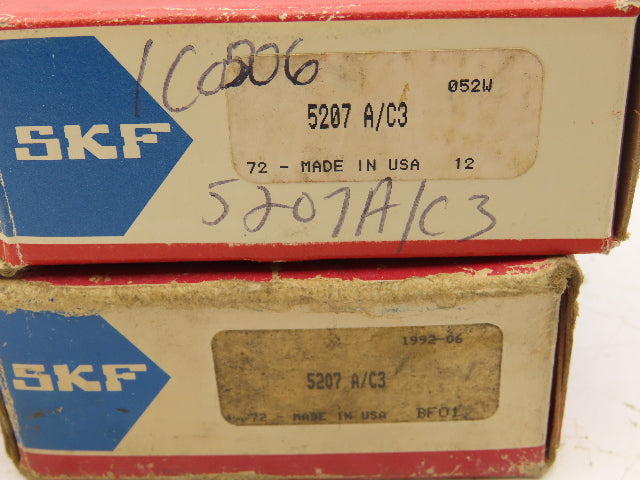 1C0506
052W
SKF
5207 A/C3
72 - MADE IN USA 12
5207A/C3
1992-06
SKF
5207 A/C3
72 - MADE IN USA BF01